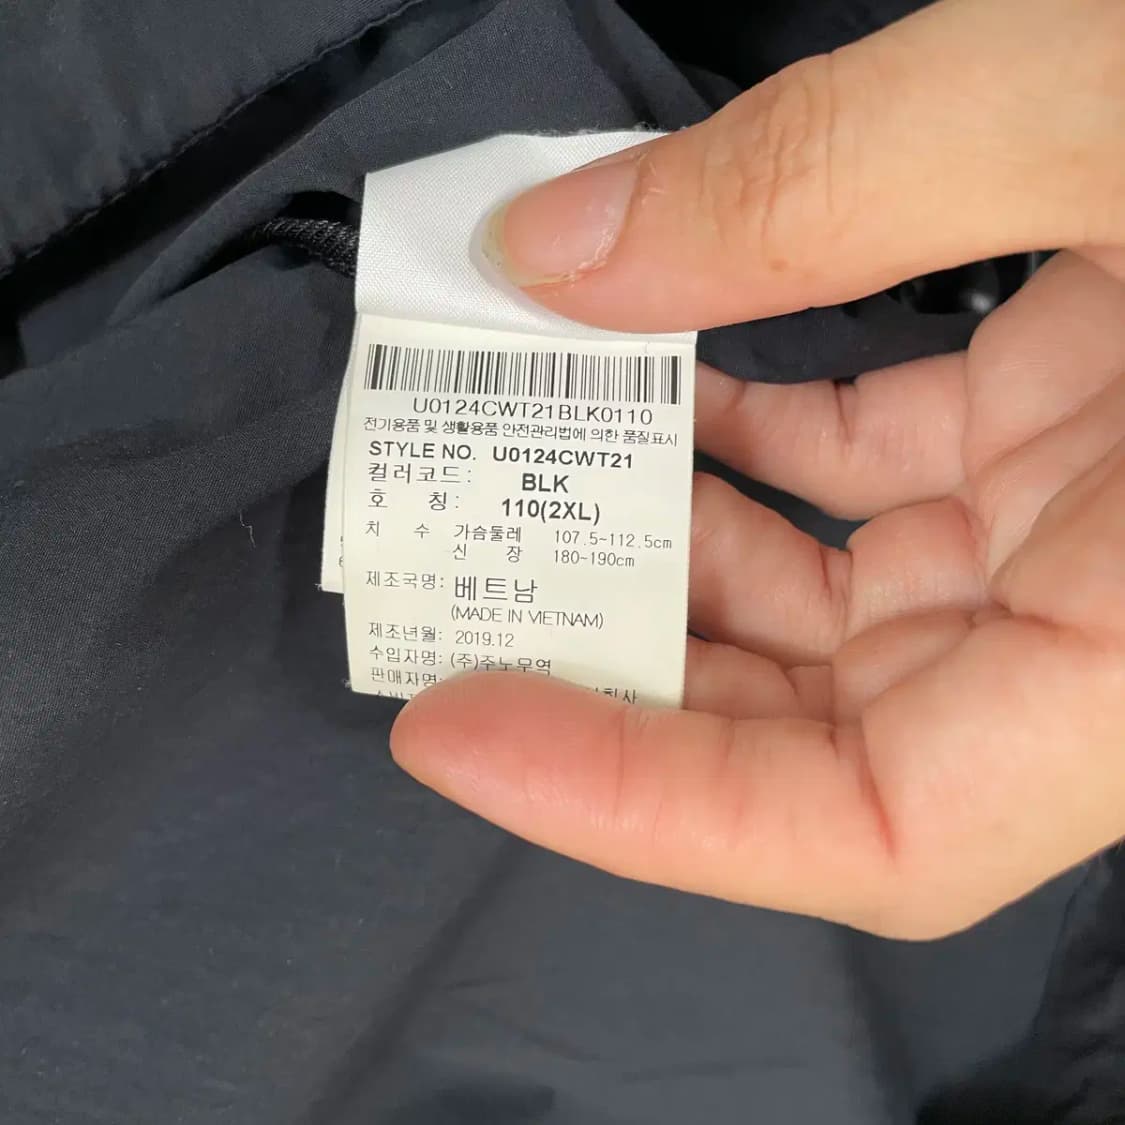 U0124CWT21BLK0110
전기용품 및 생활용품 안전관리법에 의한 품질표시
STYLE NO. U0124CWT21
컬러코드: BLK
호 칭: 110(2XL)
치 수 가슴둘레 107.5~112.5cm
신 장 180~190cm
제조국명: 베트남
(MADE IN VIETNAM)
제조년월: 2019.12
수입자명: (주)주노무역
판매자명: